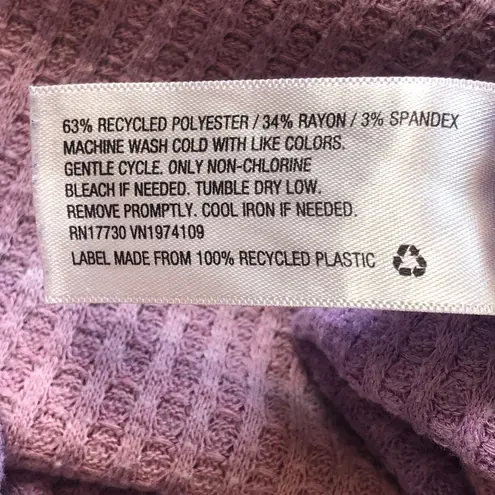 63% RECYCLED POLYESTER / 34% RAYON / 3% SPANDEX
MACHINE WASH COLD WITH LIKE COLORS.
GENTLE CYCLE. ONLY NON-CHLORINE
BLEACH IF NEEDED. TUMBLE DRY LOW.
REMOVE PROMPTLY. COOL IRON IF NEEDED.
RN17730 VN1974109
LABEL MADE FROM 100% RECYCLED PLASTIC